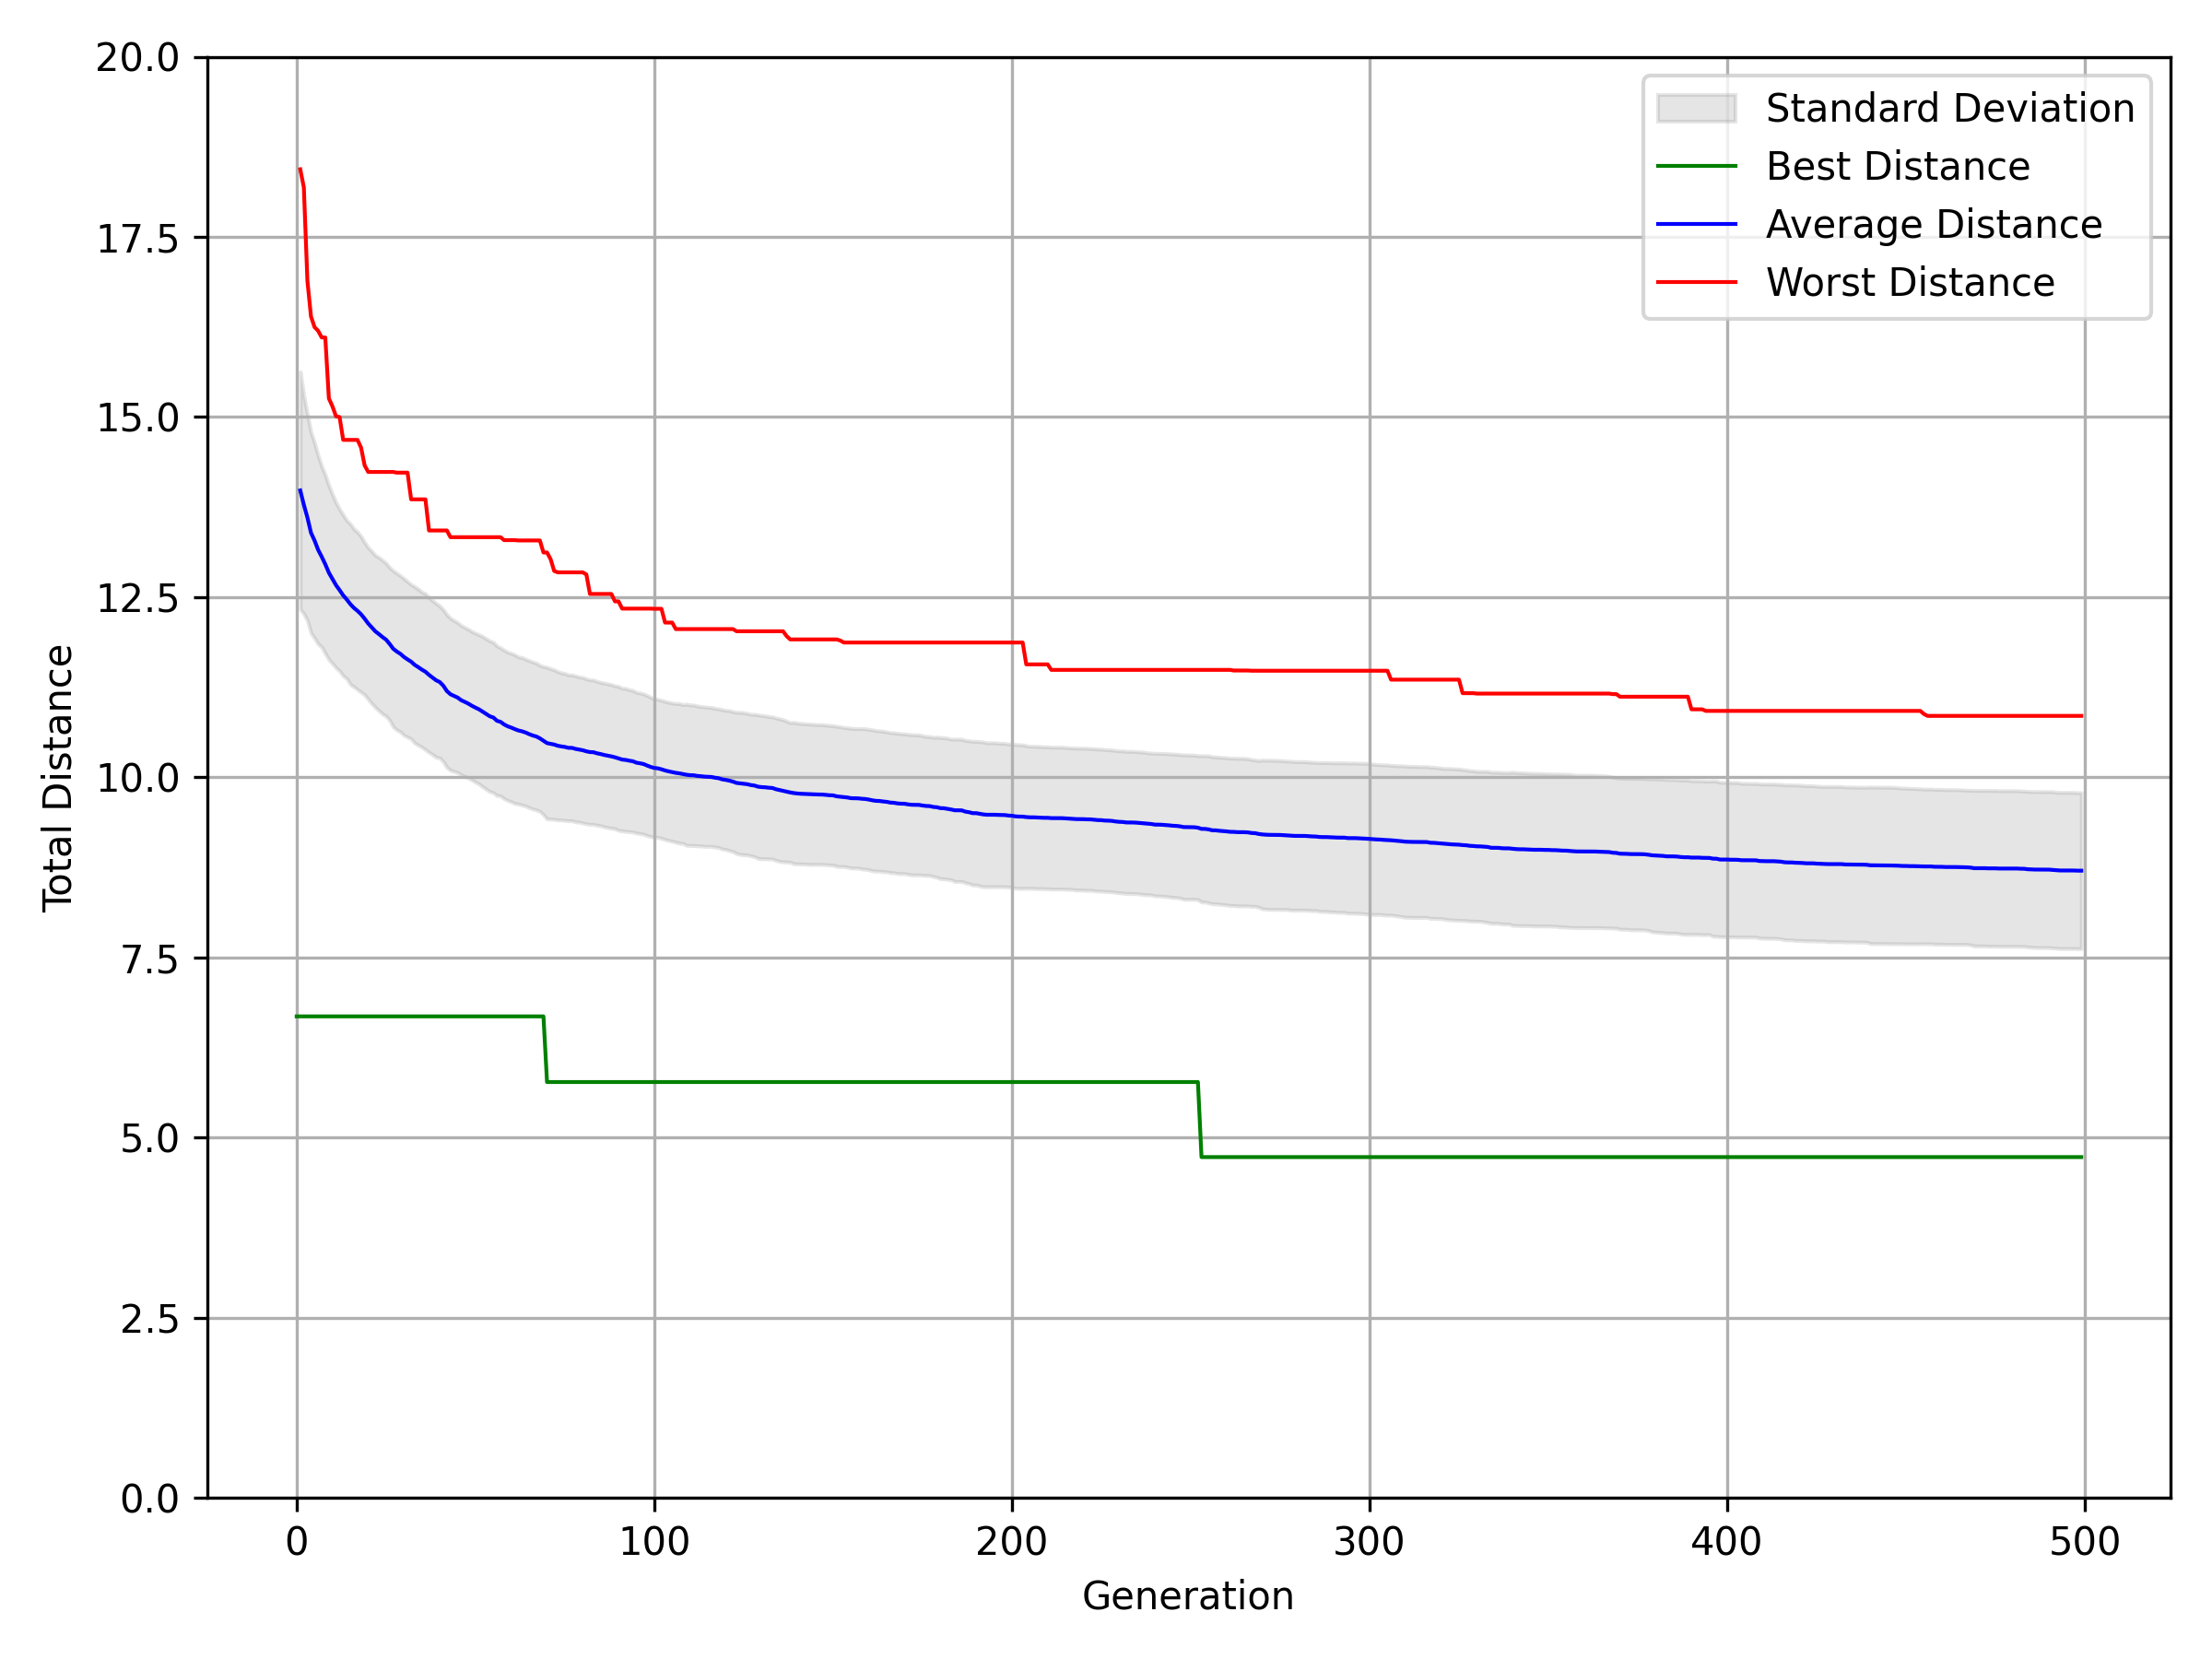 20.0
17.5
15.0
12.5
10.0
7.5
5.0
2.5
0.0
Total Distance
0 100 200 300 400 500
Generation
Standard Deviation
Best Distance
Average Distance
Worst Distance